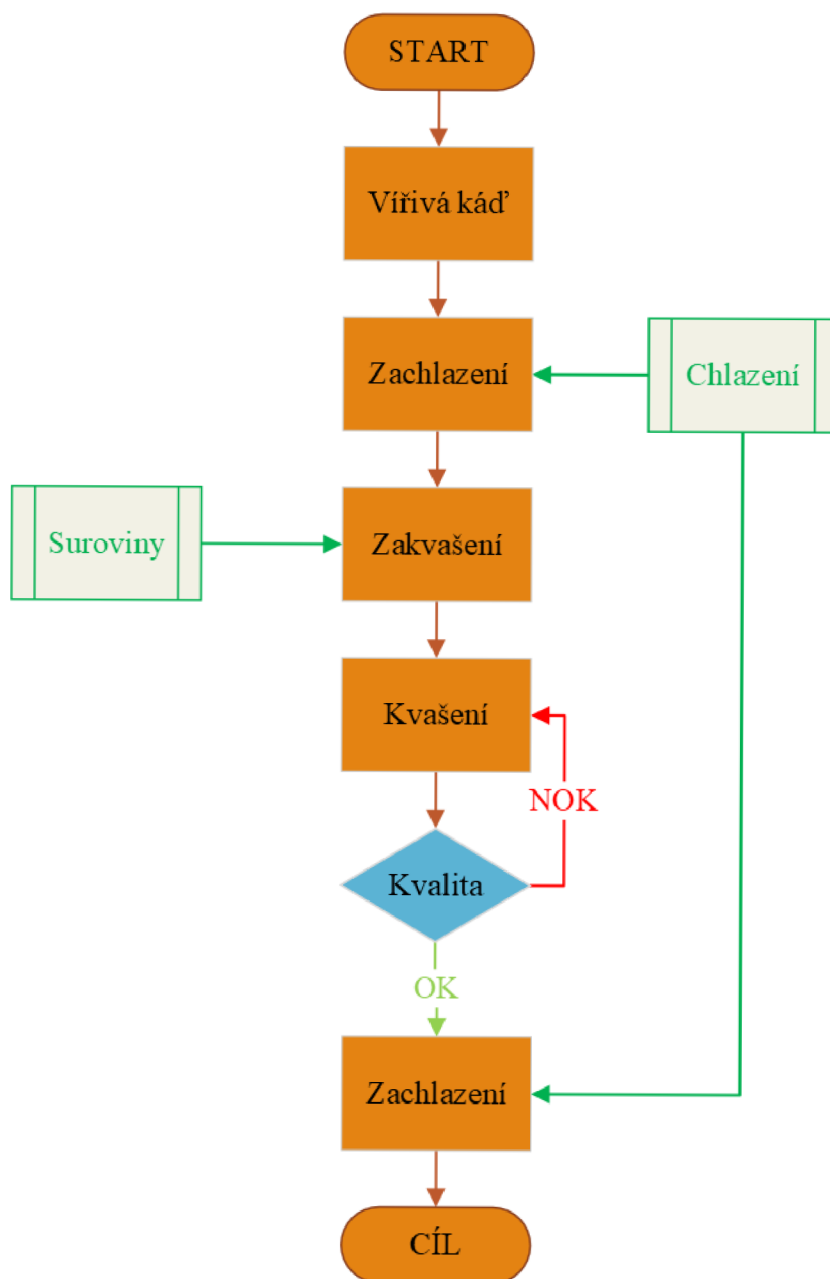 START
Vířivá káď
Zachlazení
Chlazení
Suroviny
Zakvašení
Kvašení
NOK
Kvalita
OK
Zachlazení
CÍL